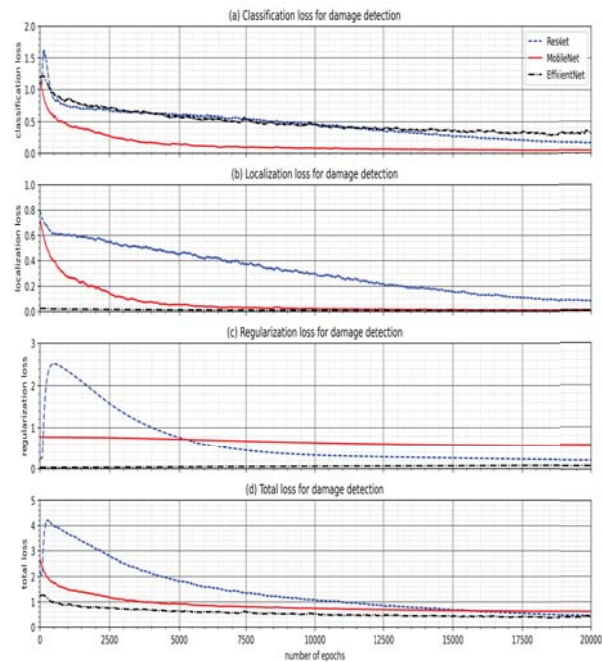 (a) Classification loss for damage detection
classification loss
2.0
1.5
1.0
0.5
0.0
ResNet
MobileNet
EffiientNet
(b) Localization loss for damage detection
localization loss
1.0
0.8
0.6
0.4
0.2
0.0
(c) Regularization loss for damage detection
regularization loss
3
2
1
0
(d) Total loss for damage detection
total loss
5
4
3
2
1
0
0 2500 5000 7500 10000 12500 15000 17500 20000
number of epochs